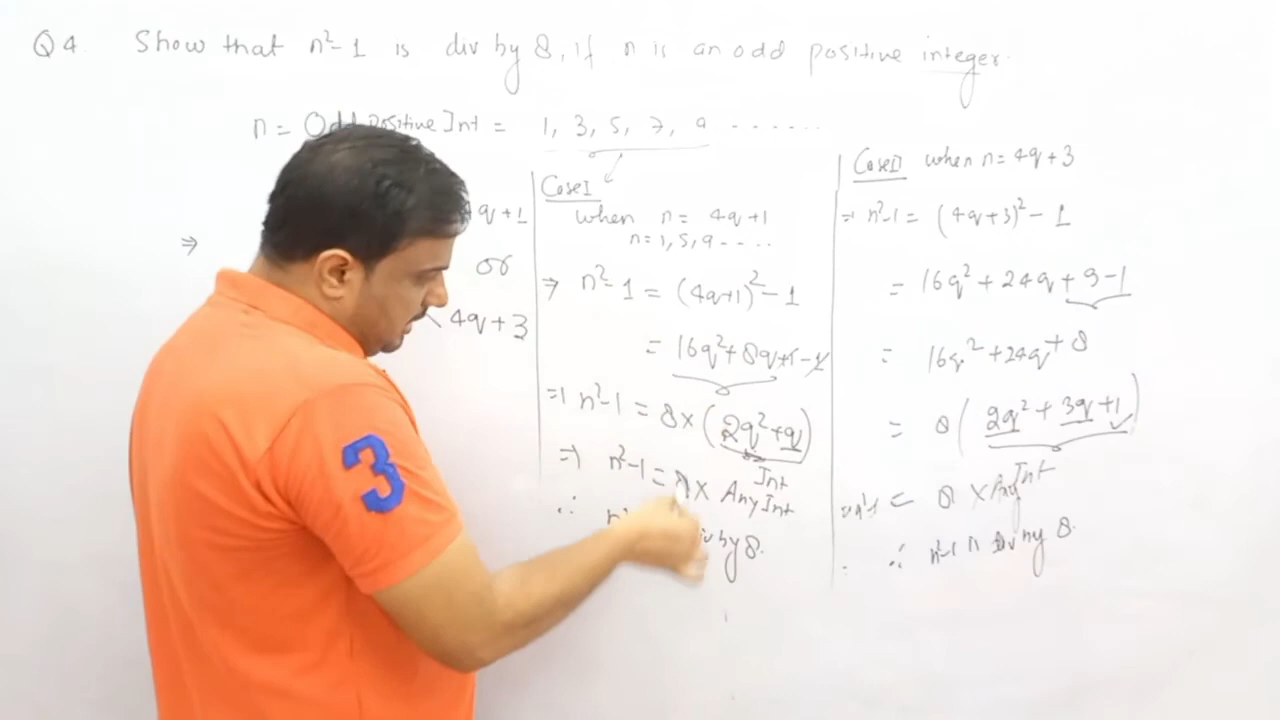 Q4. Show that n²-1 is div by 8, if n is an odd positive integer.
n = Odd Positive Int = 1, 3, 5, 7, 9 ......
⇒ 4q+1
or
4q+3
Case I
when n = 4q+1
n=1,5,9.....
⇒ n²-1 = (4q+1)²-1
= 16q²+8q+1-1
⇒ n²-1 = 8×(2q²+q)
Int
⇒ n²-1 = 8× Any Int
∴ by 8.
Case II when n=4q+3
⇒ n²-1 = (4q+3)²-1
= 16q²+24q+9-1
= 16q²+24q+8
= 8(2q²+3q+1)
= 8 × Any Int
∴ n²-1 is Div by 8.
3